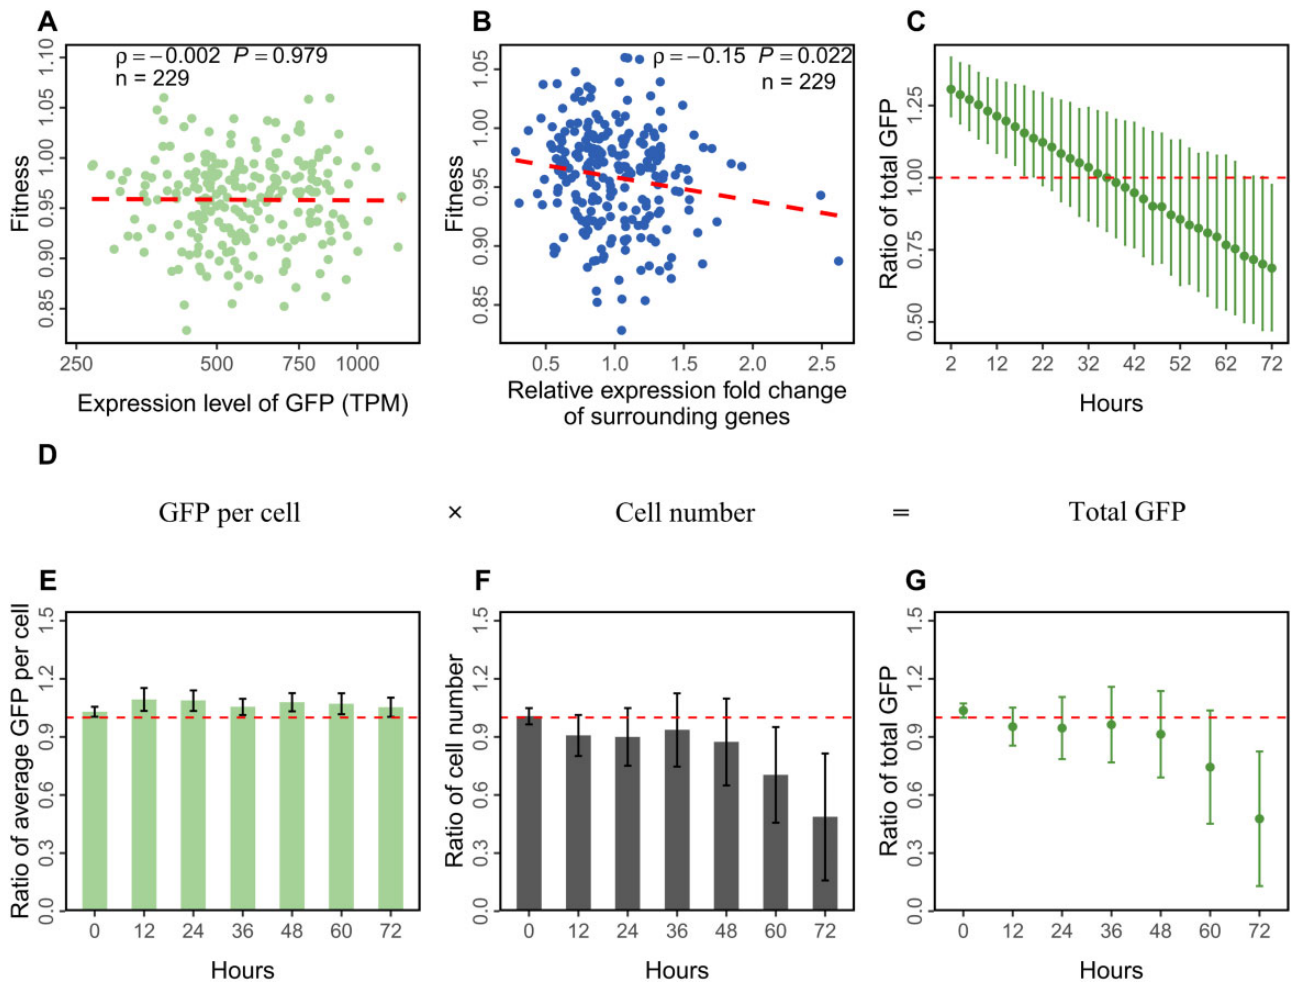 A
ρ = −0.002 P = 0.979
n = 229
Fitness
0.85 0.90 0.95 1.00 1.05 1.10
250 500 750 1000
Expression level of GFP (TPM)
B
ρ = −0.15 P = 0.022
n = 229
Fitness
0.85 0.90 0.95 1.00 1.05
0.5 1.0 1.5 2.0 2.5
Relative expression fold change
of surrounding genes
C
Ratio of total GFP
0.50 0.75 1.00 1.25
2 12 22 32 42 52 62 72
Hours
D
GFP per cell × Cell number = Total GFP
E
Ratio of average GFP per cell
0.0 0.3 0.6 0.9 1.2 1.5
0 12 24 36 48 60 72
Hours
F
Ratio of cell number
0.0 0.3 0.6 0.9 1.2 1.5
0 12 24 36 48 60 72
Hours
G
Ratio of total GFP
0.0 0.3 0.6 0.9 1.2 1.5
0 12 24 36 48 60 72
Hours